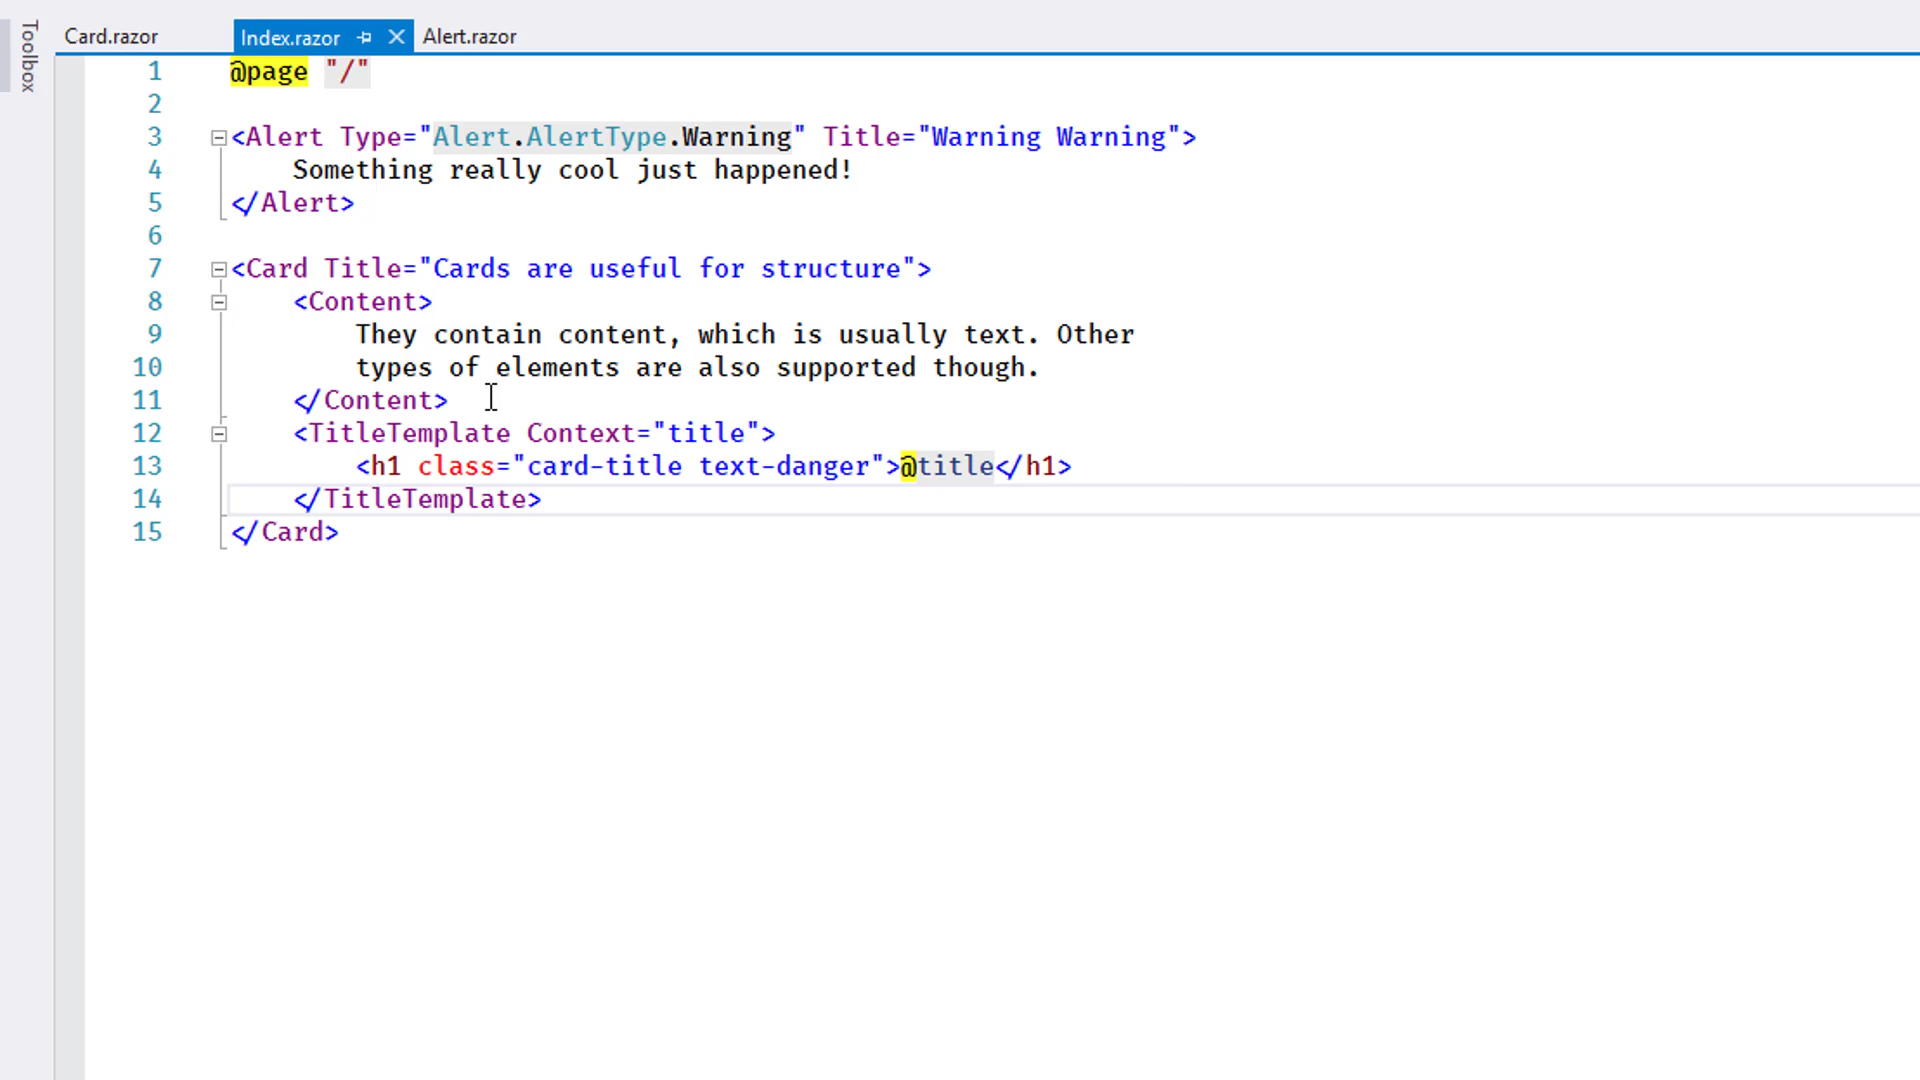 Toolbox
Card.razor Index.razor Alert.razor
1 @page "/"
2
3 <Alert Type="Alert.AlertType.Warning" Title="Warning Warning">
4 Something really cool just happened!
5 </Alert>
6
7 <Card Title="Cards are useful for structure">
8 <Content>
9 They contain content, which is usually text. Other
10 types of elements are also supported though.
11 </Content>
12 <TitleTemplate Context="title">
13 <h1 class="card-title text-danger">@title</h1>
14 </TitleTemplate>
15 </Card>